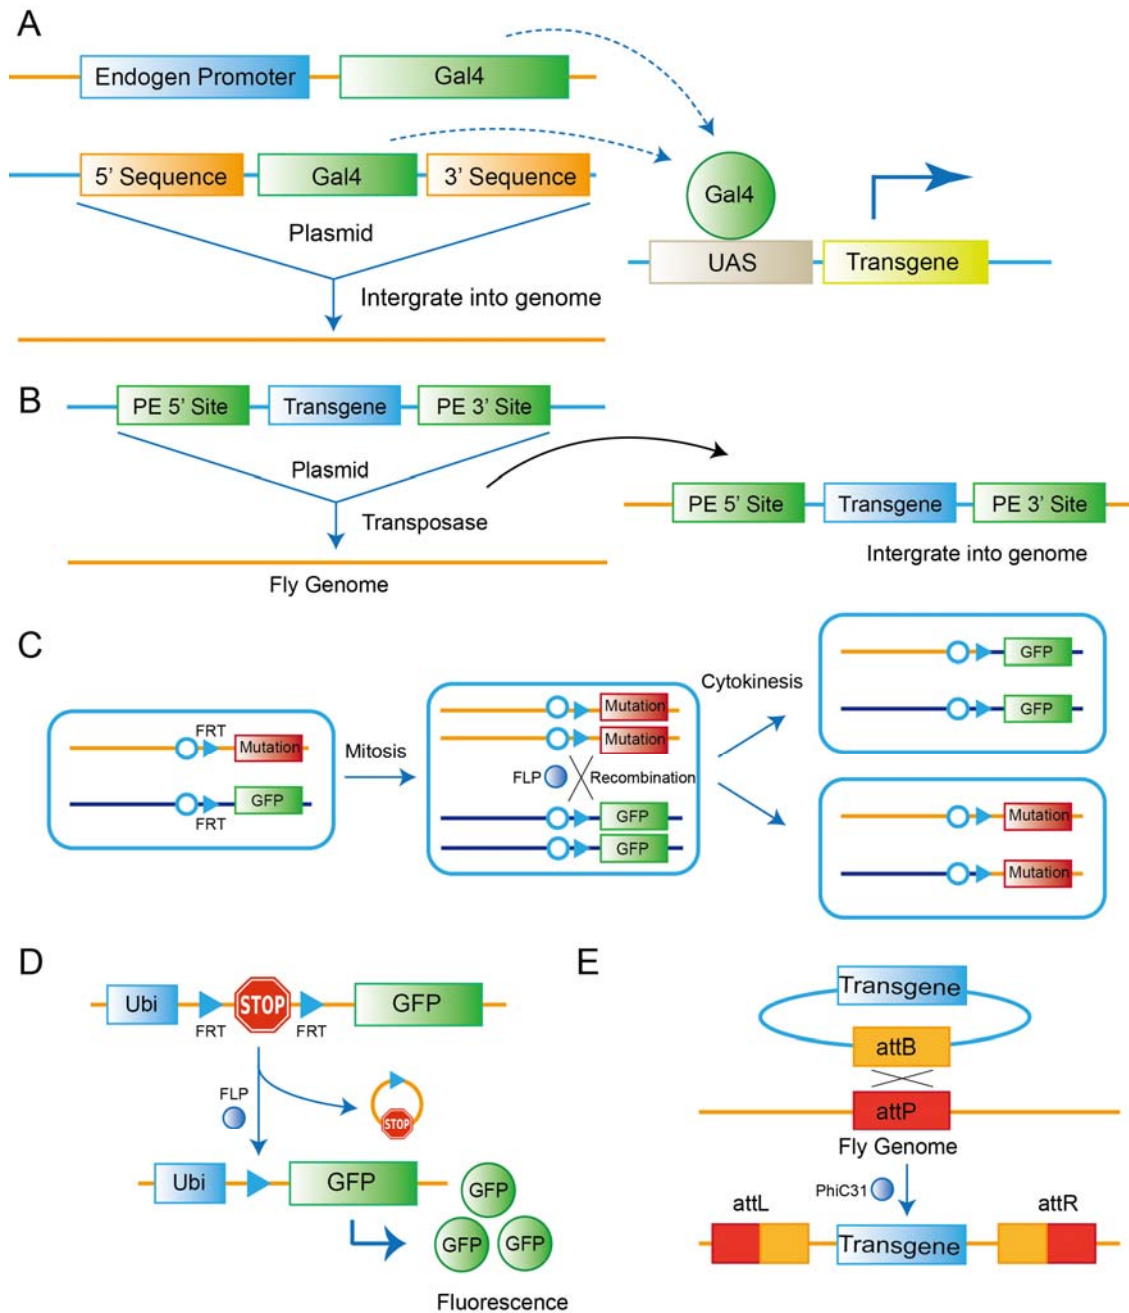 A
Endogen Promoter
Gal4
5' Sequence
Gal4
3' Sequence
Gal4
UAS
Transgene
Plasmid
Intergrate into genome
B
PE 5' Site
Transgene
PE 3' Site
Plasmid
Transposase
Fly Genome
PE 5' Site
Transgene
PE 3' Site
Intergrate into genome
C
FRT
Mutation
GFP
FRT
Mitosis
Mutation
Mutation
FLP
Recombination
GFP
GFP
Cytokinesis
GFP
GFP
Mutation
Mutation
D
Ubi
FRT
STOP
FRT
GFP
FLP
STOP
Ubi
GFP
GFP
GFP
GFP
Fluorescence
E
Transgene
attB
attP
Fly Genome
PhiC31
attL
attR
Transgene